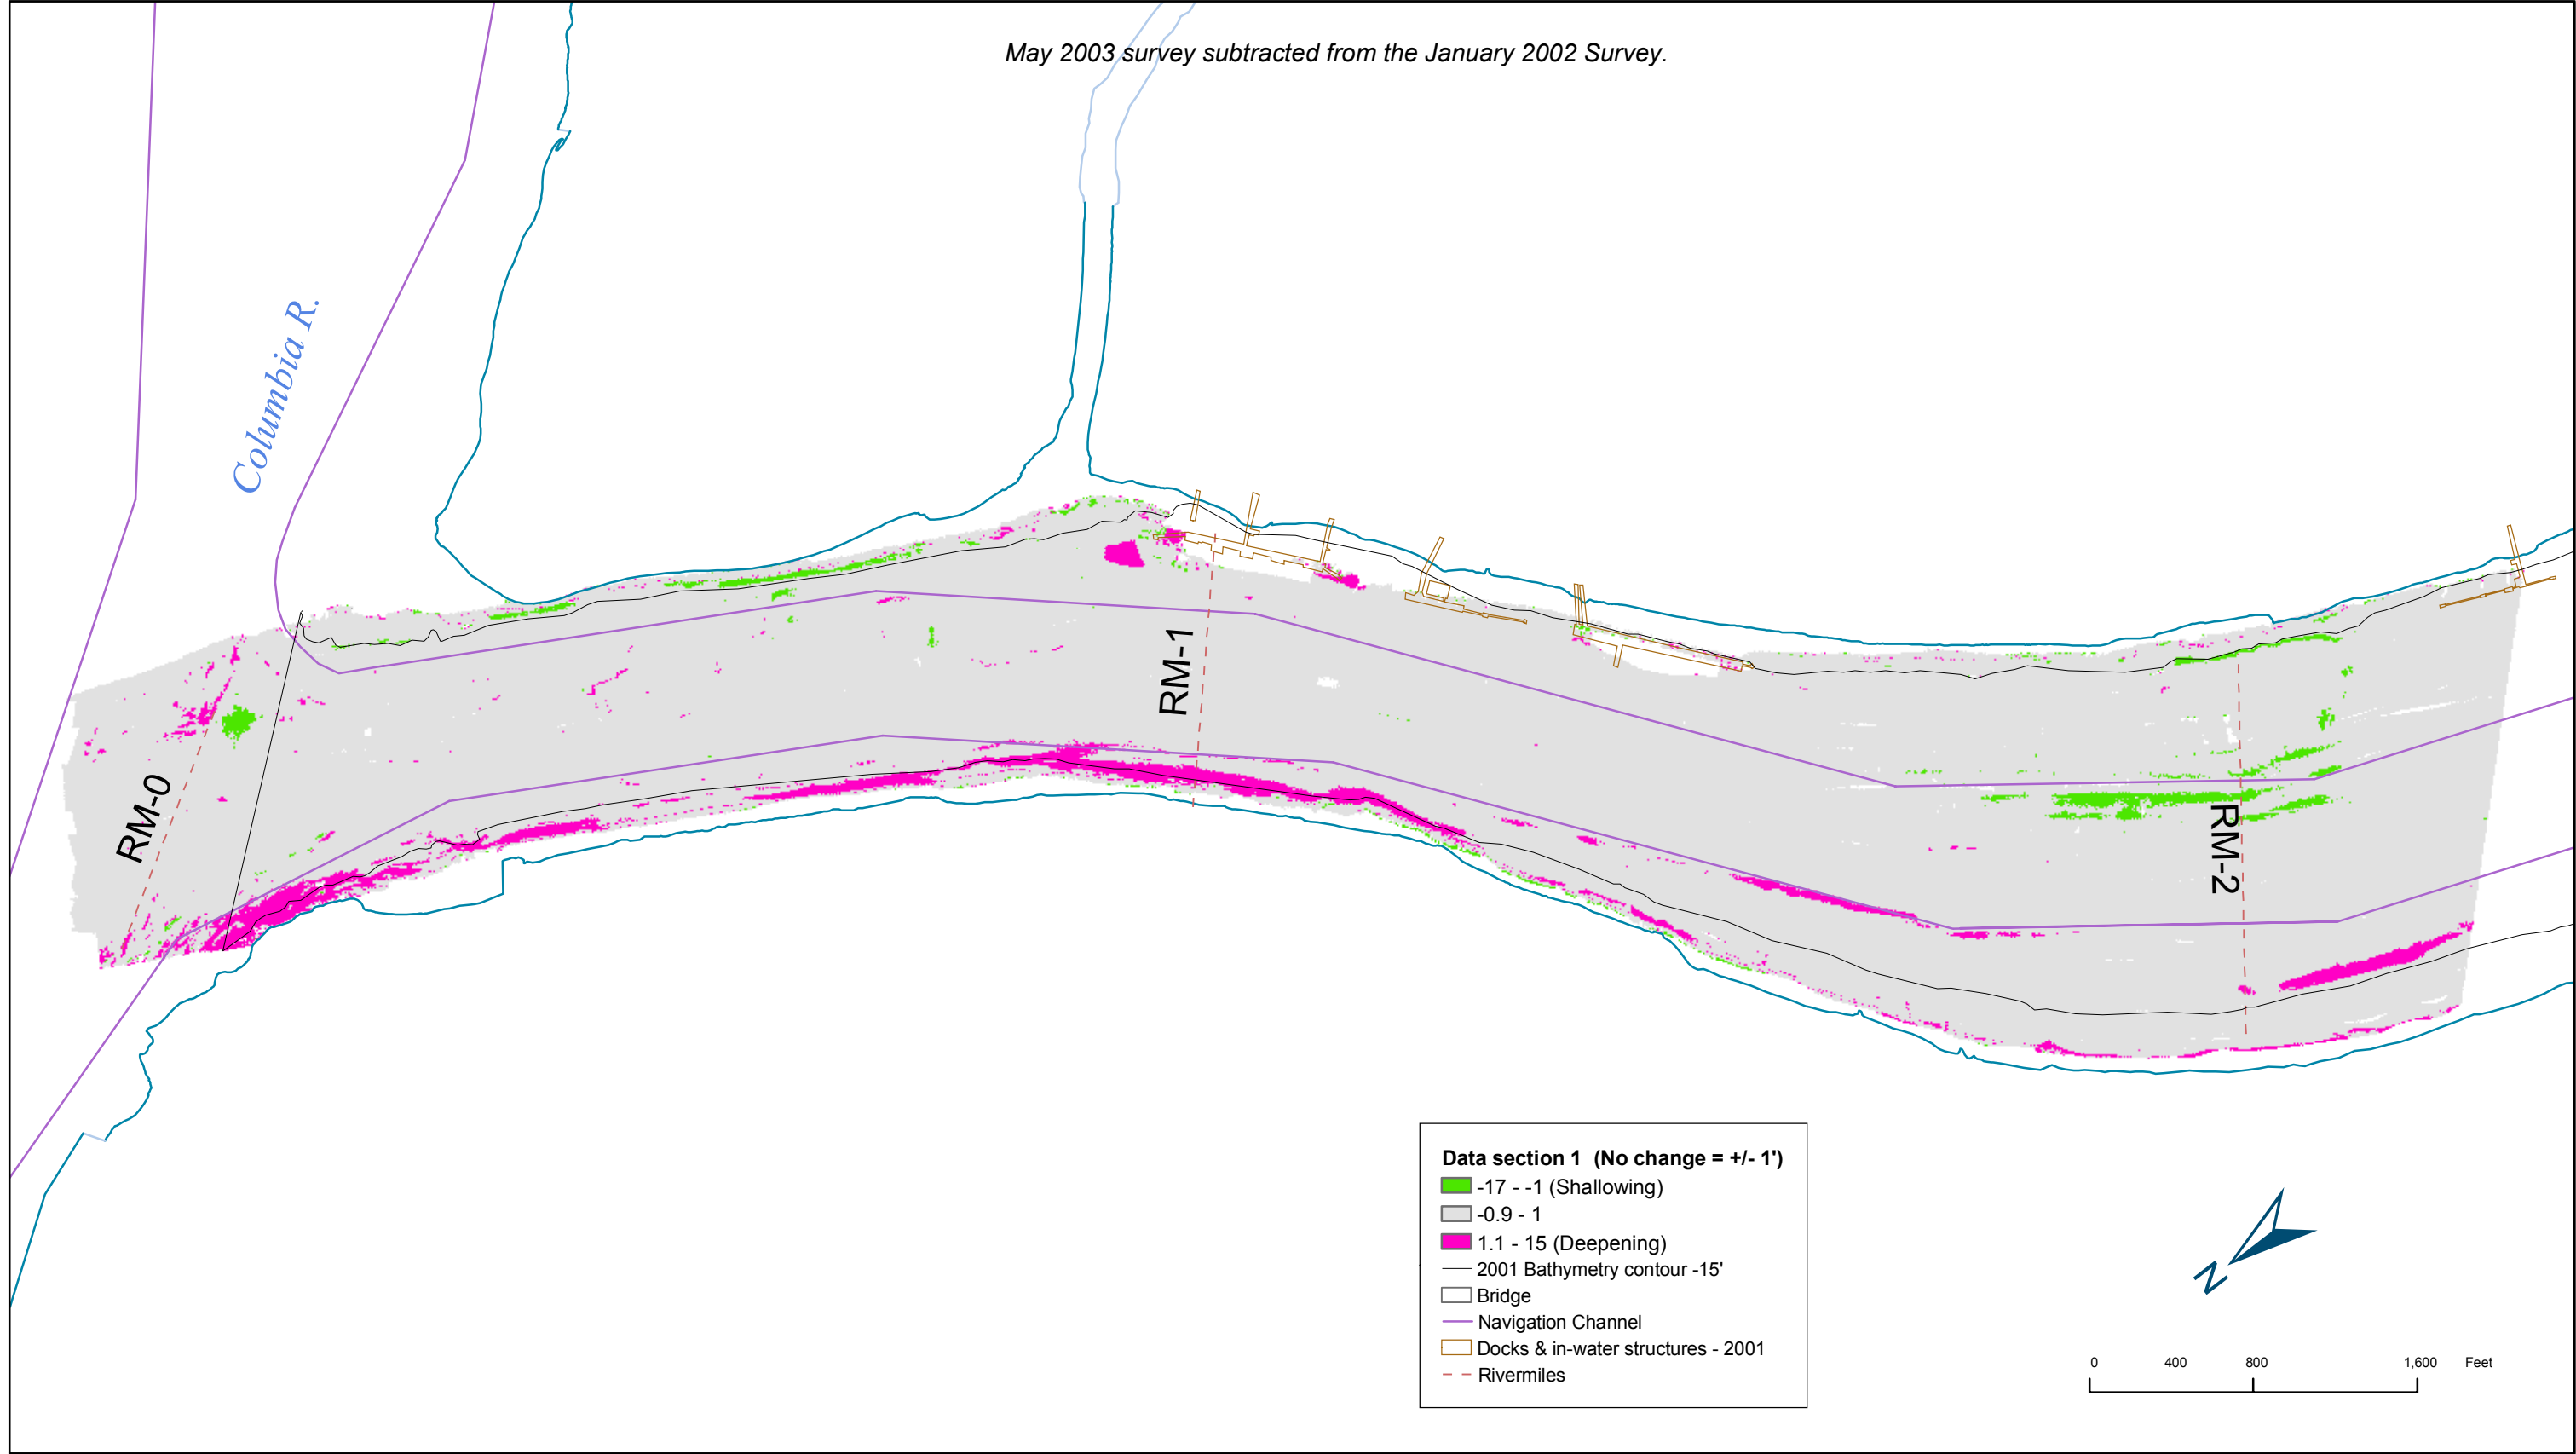 May 2003 survey subtracted from the January 2002 Survey.
Columbia R.
RM-0
RM-1
RM-2
Data section 1 (No change = +/- 1')
-17 - -1 (Shallowing)
-0.9 - 1
1.1 - 15 (Deepening)
2001 Bathymetry contour -15'
Bridge
Navigation Channel
Docks & in-water structures - 2001
Rivermiles
N
0 400 800 1,600 Feet